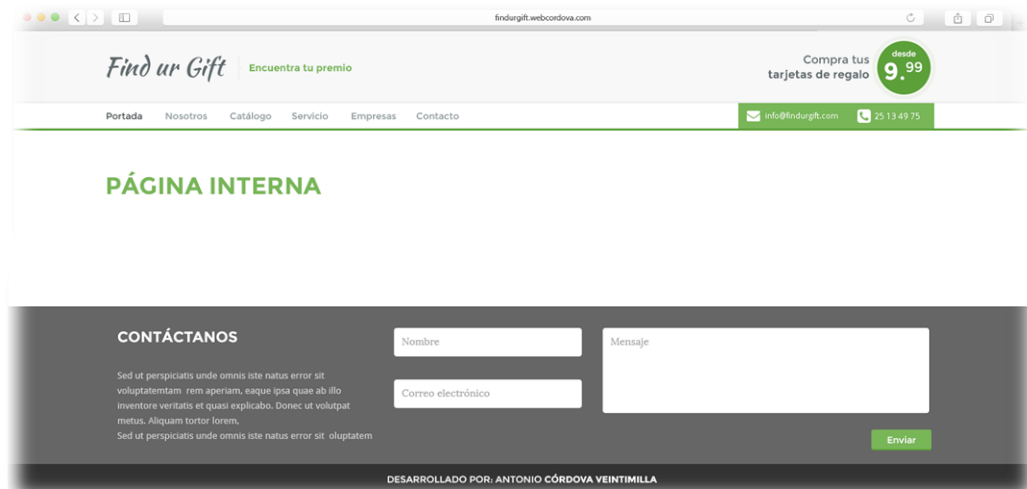 findurgift.webcordova.com
Find ur Gift
Encuentra tu premio
Compra tus
tarjetas de regalo
desde
9.99
Portada Nosotros Catálogo Servicio Empresas Contacto
info@findurgift.com 25 13 49 75
PÁGINA INTERNA
CONTÁCTANOS
Sed ut perspiciatis unde omnis iste natus error sit
voluptatemtam rem aperiam, eaque ipsa quae ab illo
inventore veritatis et quasi explicabo. Donec ut volutpat
metus. Aliquam tortor lorem,
Sed ut perspiciatis unde omnis iste natus error sit oluptatem
Nombre
Correo electrónico
Mensaje
Enviar
DESARROLLADO POR: ANTONIO CÓRDOVA VEINTIMILLA